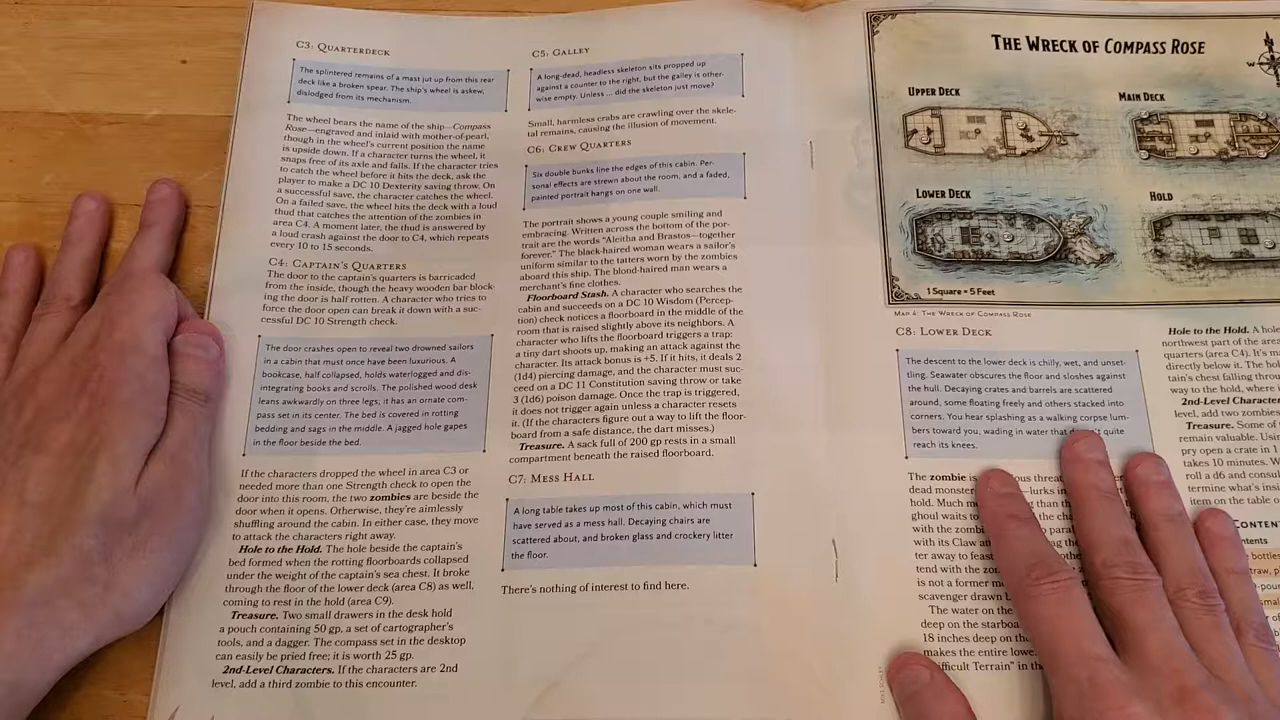 C3: QUARTERDECK
The splintered remains of a mast jut up from this rear
deck like a broken spear. The ship's wheel is askew,
dislodged from its mechanism.
The wheel bears the name of the ship—Compass
Rose—engraved and inlaid with mother-of-pearl,
though in the wheel's current position the name
is upside down. If a character turns the wheel, it
snaps free of its axle and falls. If the character tries
to catch the wheel before it hits the deck, ask the
player to make a DC 10 Dexterity saving throw. On
a successful save, the character catches the wheel.
On a failed save, the wheel hits the deck with a loud
thud that catches the attention of the zombies in
area C4. A moment later, the thud is answered by
a loud crash against the door to C4, which repeats
every 10 to 15 seconds.
C4: CAPTAIN'S QUARTERS
The door to the captain's quarters is barricaded
from the inside, though the heavy wooden bar block-
ing the door is half rotten. A character who tries to
force the door open can break it down with a suc-
cessful DC 10 Strength check.
The door crashes open to reveal two drowned sailors
in a cabin that must once have been luxurious. A
bookcase, half collapsed, holds waterlogged and dis-
integrating books and scrolls. The polished wood desk
leans awkwardly on three legs; it has an ornate com-
pass set in its center. The bed is covered in rotting
bedding and sags in the middle. A jagged hole gapes
in the floor beside the bed.
If the characters dropped the wheel in area C3 or
needed more than one Strength check to open the
door into this room, the two zombies are beside the
door when it opens. Otherwise, they're aimlessly
shuffling around the cabin. In either case, they move
to attack the characters right away.
Hole to the Hold. The hole beside the captain's
bed formed when the rotting floorboards collapsed
under the weight of the captain's sea chest. It broke
through the floor of the lower deck (area C8) as well,
coming to rest in the hold (area C9).
Treasure. Two small drawers in the desk hold
a pouch containing 50 gp, a set of cartographer's
tools, and a dagger. The compass set in the desktop
can easily be pried free; it is worth 25 gp.
2nd-Level Characters. If the characters are 2nd
level, add a third zombie to this encounter.
C5: GALLEY
A long-dead, headless skeleton sits propped up
against a counter to the right, but the galley is other-
wise empty. Unless ... did the skeleton just move?
Small, harmless crabs are crawling over the skele-
tal remains, causing the illusion of movement.
C6: CREW QUARTERS
Six double bunks line the edges of this cabin. Per-
sonal effects are strewn about the room, and a faded,
painted portrait hangs on one wall.
The portrait shows a young couple smiling and
embracing. Written across the bottom of the por-
trait are the words "Aleitha and Brastos—together
forever." The black-haired woman wears a sailor's
uniform similar to the tatters worn by the zombies
aboard this ship. The blond-haired man wears a
merchant's fine clothes.
Floorboard Stash. A character who searches the
cabin and succeeds on a DC 10 Wisdom (Percep-
tion) check notices a floorboard in the middle of the
room that is raised slightly above its neighbors. A
character who lifts the floorboard triggers a trap:
a tiny dart shoots up, making an attack against the
character. Its attack bonus is +5. If it hits, it deals 2
(1d4) piercing damage, and the character must suc-
ceed on a DC 11 Constitution saving throw or take
3 (1d6) poison damage. Once the trap is triggered,
it does not trigger again unless a character resets
it. (If the characters figure out a way to lift the floor-
board from a safe distance, the dart misses.)
Treasure. A sack full of 200 gp rests in a small
compartment beneath the raised floorboard.
C7: MESS HALL
A long table takes up most of this cabin, which must
have served as a mess hall. Decaying chairs are
scattered about, and broken glass and crockery litter
the floor.
There's nothing of interest to find here.
THE WRECK OF COMPASS ROSE
UPPER DECK
MAIN DECK
LOWER DECK
HOLD
1 Square = 5 Feet
MAP 4: THE WRECK OF COMPASS ROSE
C8: LOWER DECK
The descent to the lower deck is chilly, wet, and unset-
tling. Seawater obscures the floor and sloshes against
the hull. Decaying crates and barrels are scattered
around, some floating freely and others stacked into
corners. You hear splashing as a walking corpse lum-
bers toward you, wading in water that quite
reach its knees.
The zombie is threat
dead monster —lurks in
hold. Much than the
ghoul waits to
with the
with its Claw
ter away to feast
tend with the
is not a former
scavenger drawn
The water on the
deep on the
18 inches deep on
makes the entire
Terrain" in
Hole to the Hold. A hole
northwest part of the area
quarters (area C4). It's
directly below it. The
tain's chest falling
way to the hold, where
2nd-Level
level, add two zombies
Treasure. Some of
remain valuable.
pry open a crate in 1
takes 10 minutes. W
roll a d6 and consul
termine what's
item on the table